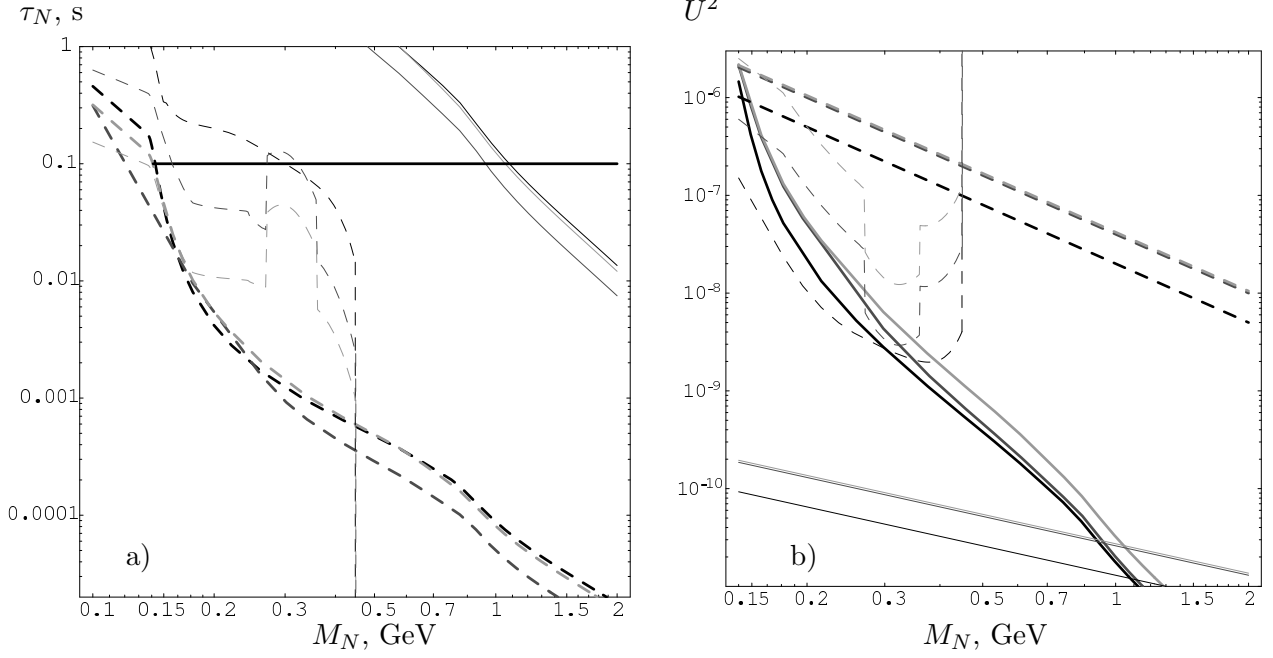 τ_N, s
1
0.1
0.01
0.001
0.0001
a)
0.1 0.15 0.2 0.3 0.5 0.7 1 1.5 2
M_N, GeV
U²
10⁻⁶
10⁻⁷
10⁻⁸
10⁻⁹
10⁻¹⁰
b)
0.15 0.2 0.3 0.5 0.7 1 1.5 2
M_N, GeV